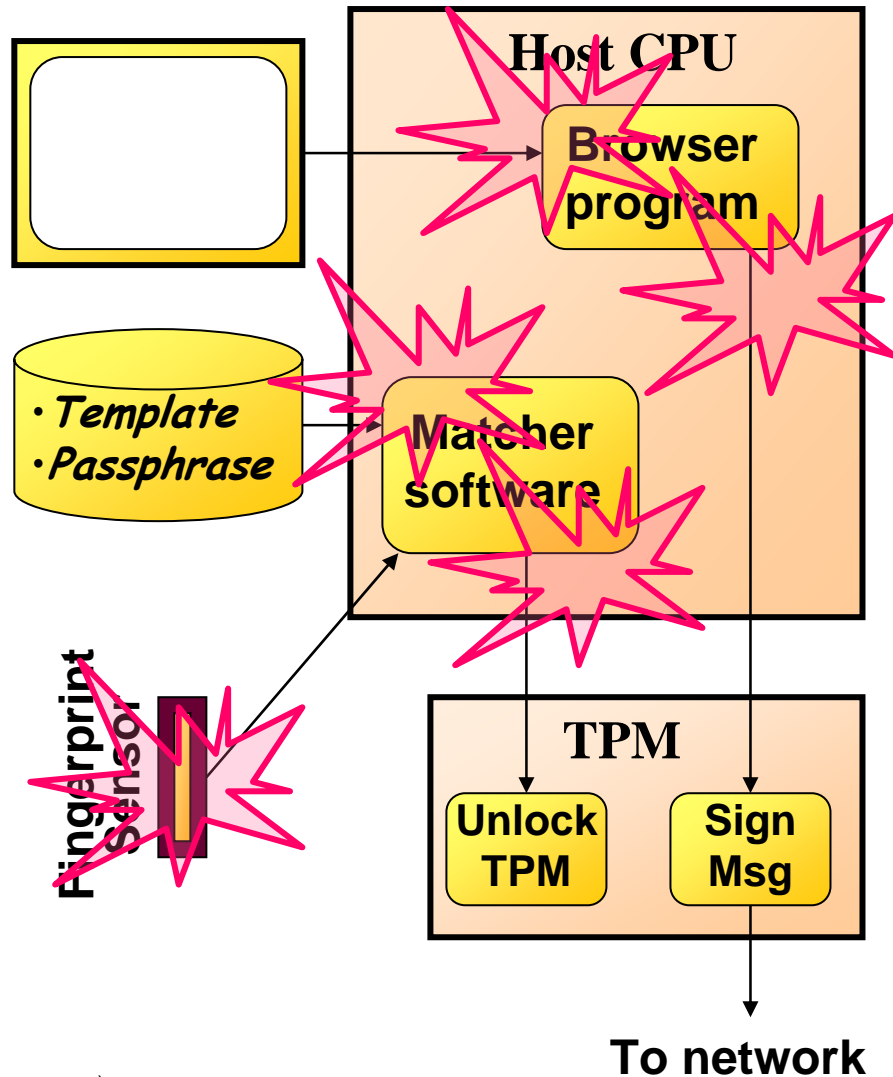 Host CPU
Browser
program
• Template
• Passphrase
Matcher
software
Fingerprint
Sensor
TPM
Unlock
TPM
Sign
Msg
To network